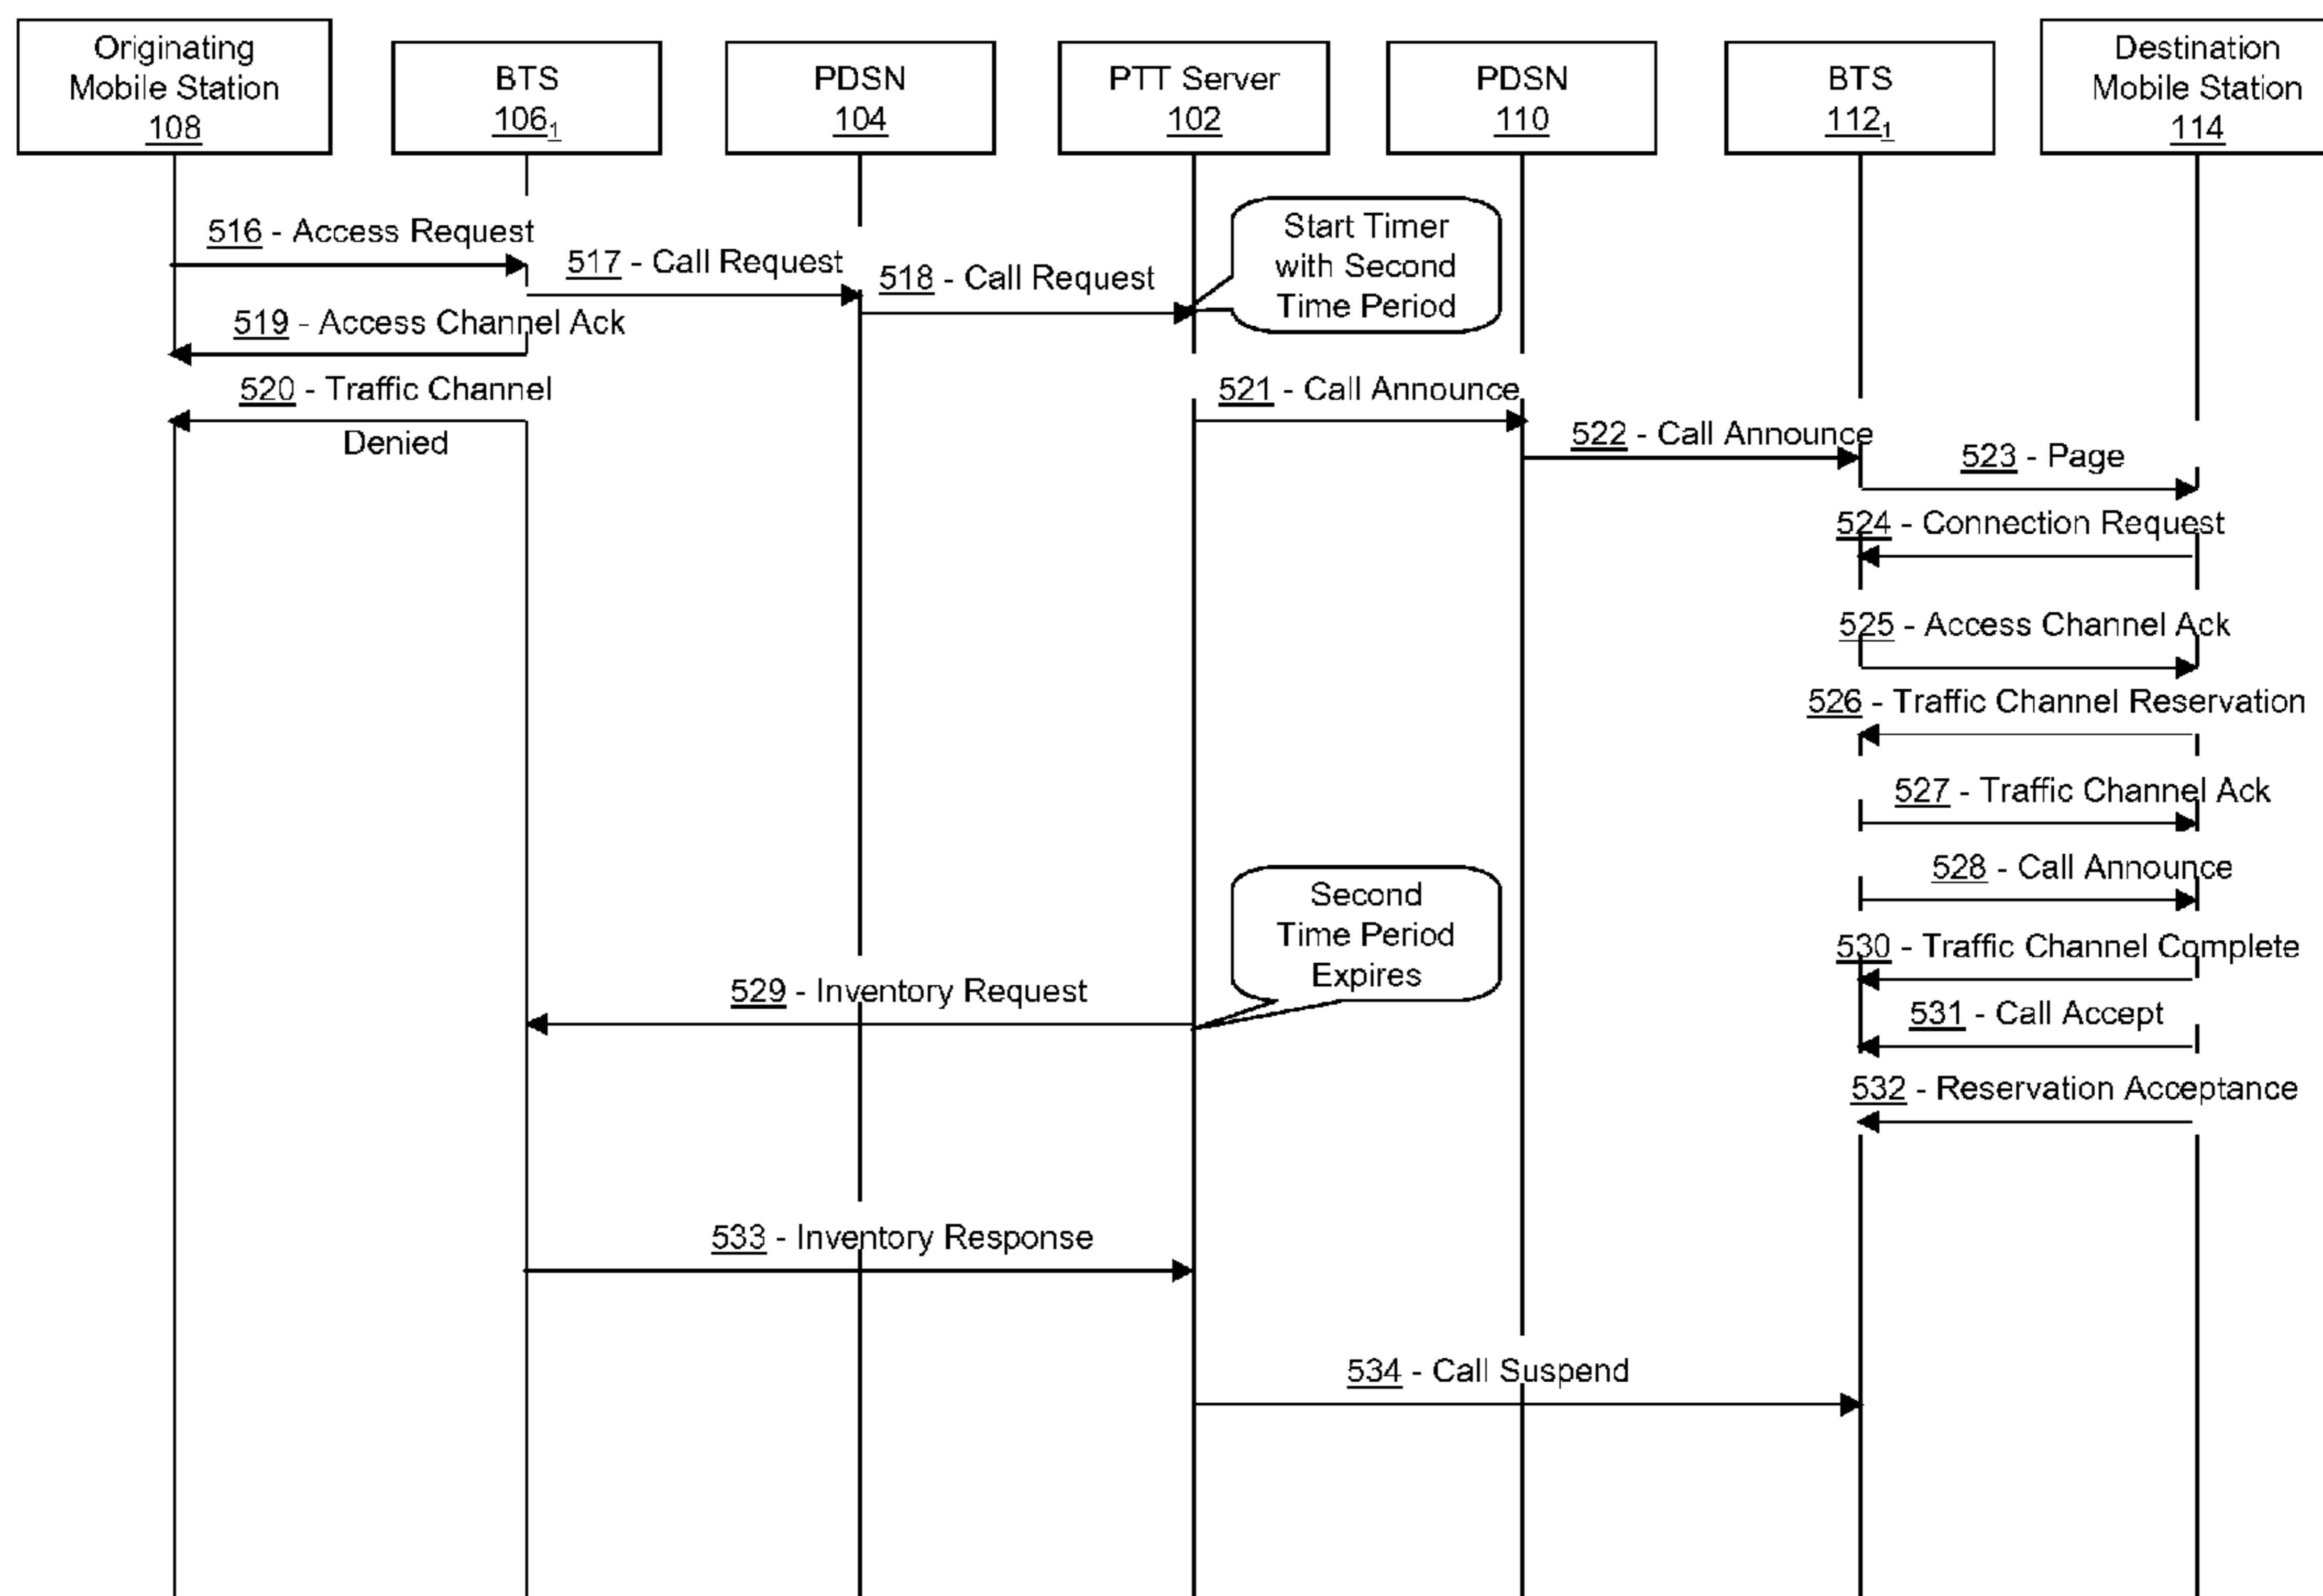 Originating
Mobile Station
108
BTS
106₁
PDSN
104
PTT Server
102
PDSN
110
BTS
112₁
Destination
Mobile Station
114
516 - Access Request
517 - Call Request
518 - Call Request
Start Timer
with Second
Time Period
519 - Access Channel Ack
520 - Traffic Channel
Denied
521 - Call Announce
522 - Call Announce
523 - Page
524 - Connection Request
525 - Access Channel Ack
526 - Traffic Channel Reservation
527 - Traffic Channel Ack
528 - Call Announce
Second
Time Period
Expires
530 - Traffic Channel Complete
529 - Inventory Request
531 - Call Accept
532 - Reservation Acceptance
533 - Inventory Response
534 - Call Suspend